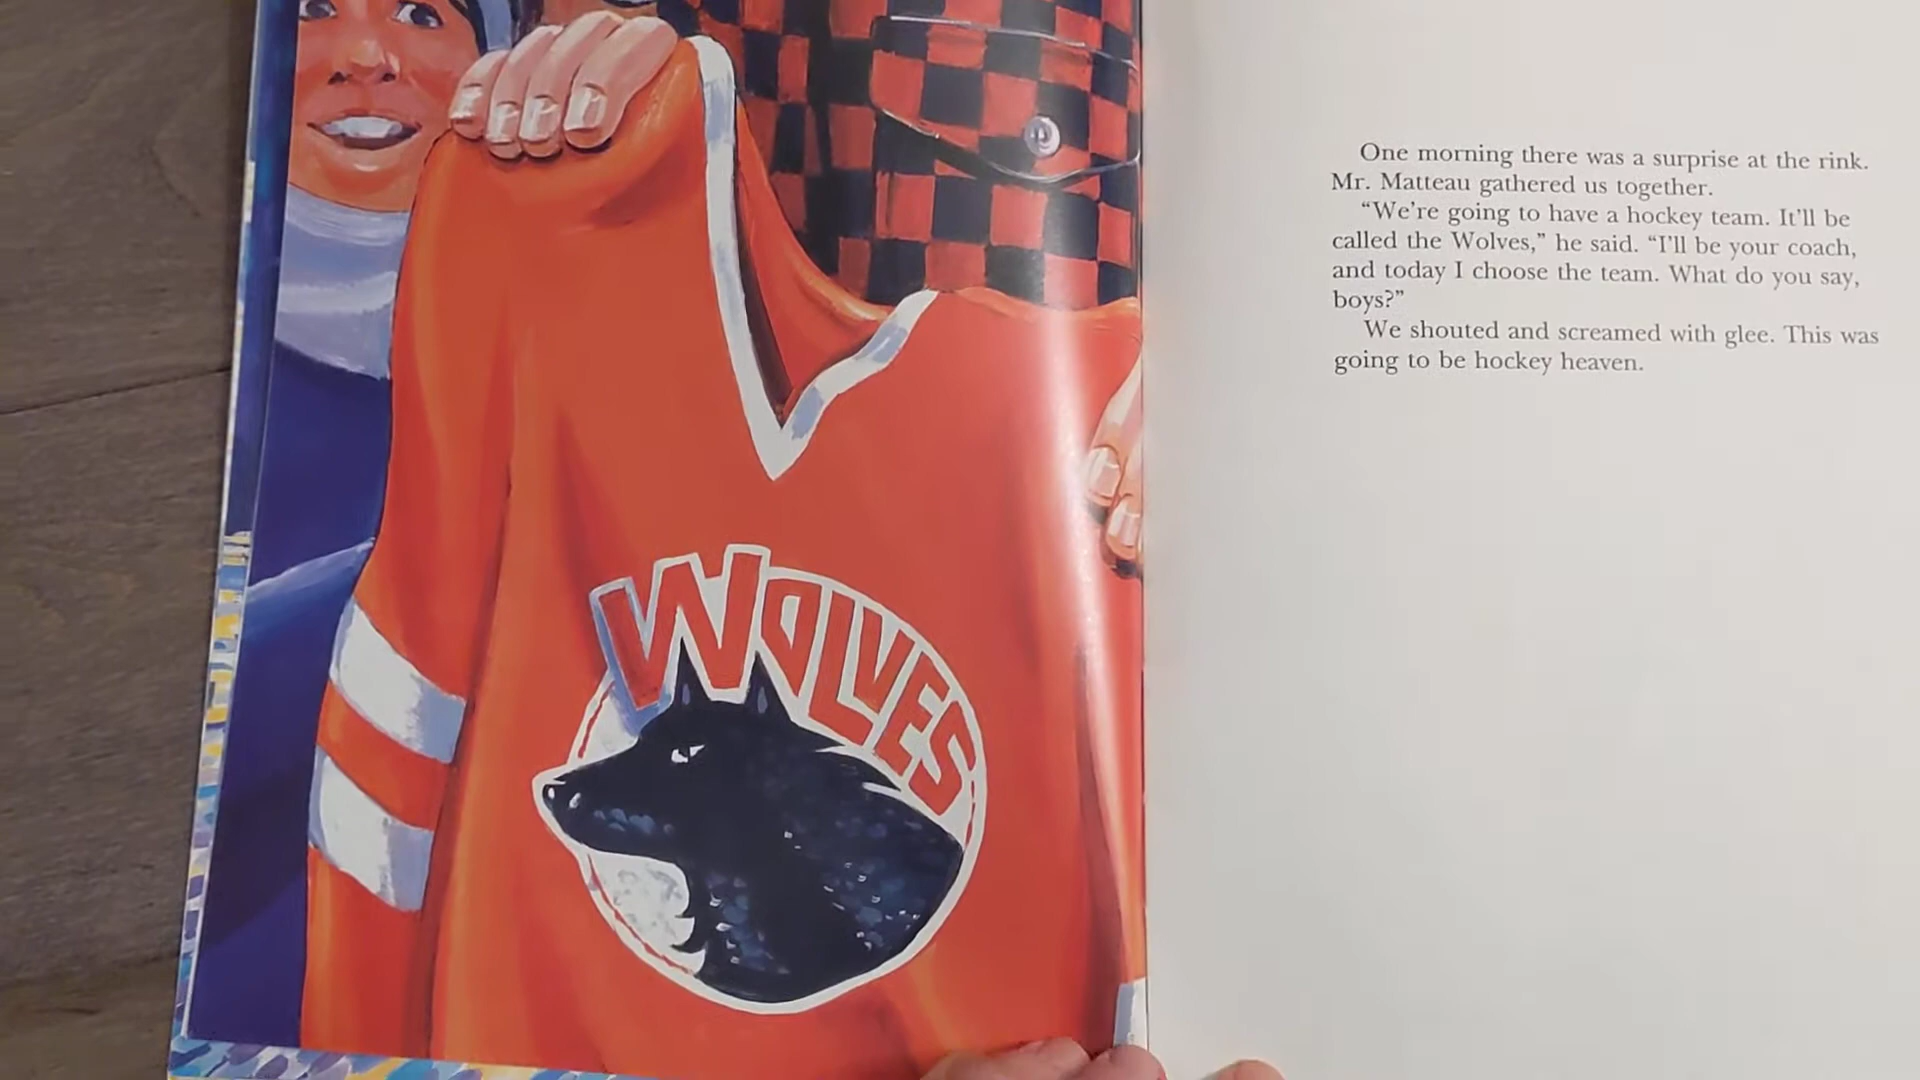 WOLVES
One morning there was a surprise at the rink.
Mr. Matteau gathered us together.
“We’re going to have a hockey team. It’ll be
called the Wolves,” he said. “I’ll be your coach,
and today I choose the team. What do you say,
boys?”
We shouted and screamed with glee. This was
going to be hockey heaven.